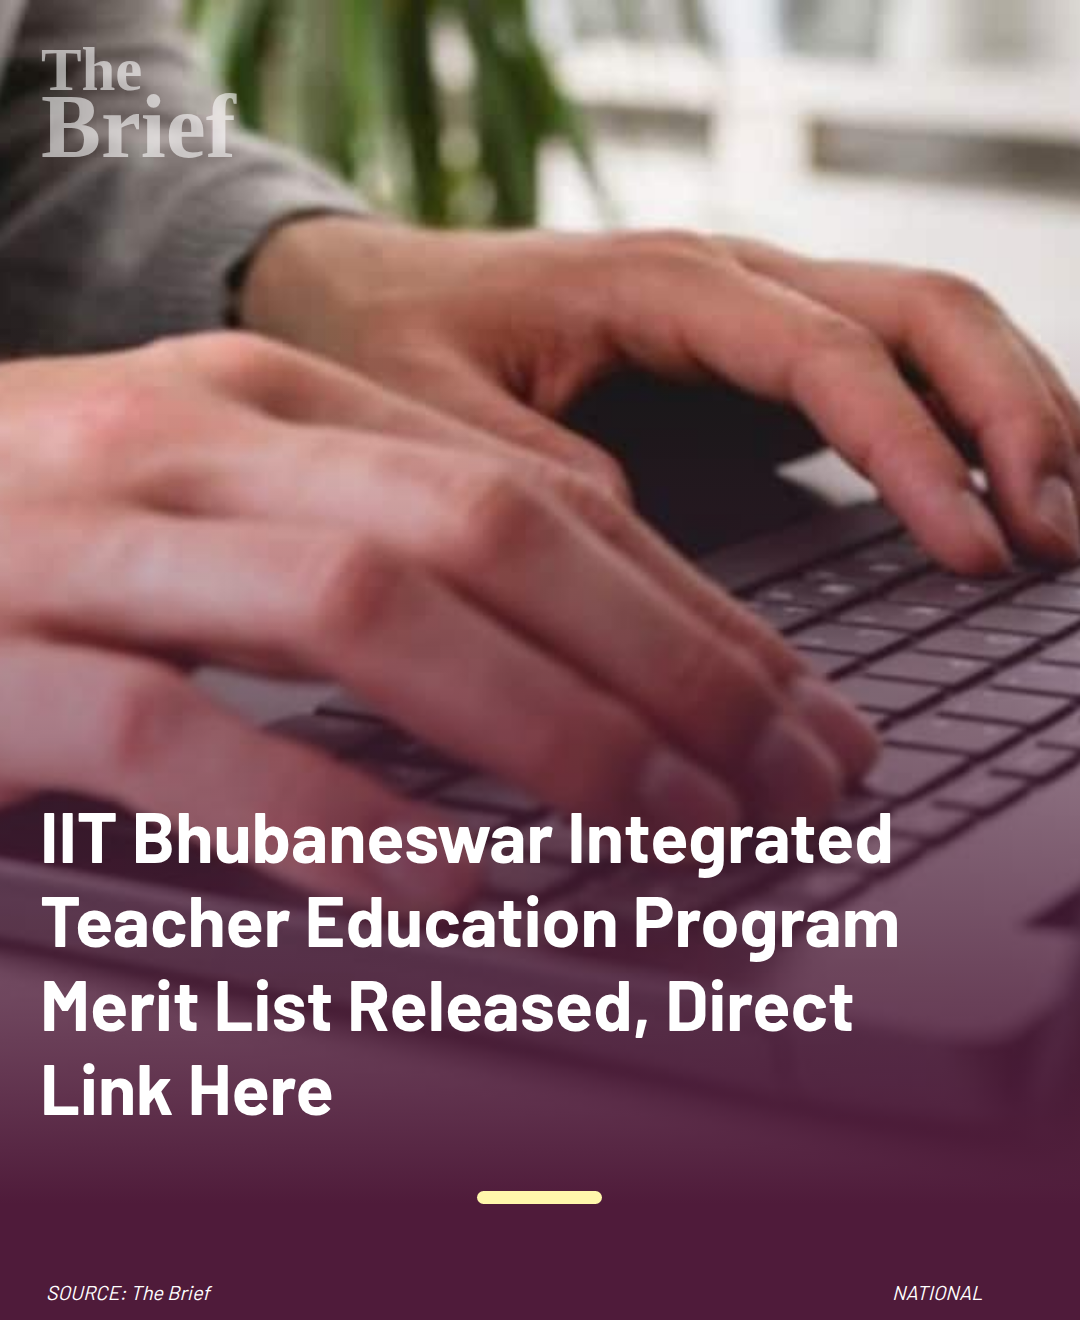 The
Brief
IIT Bhubaneswar Integrated
Teacher Education Program
Merit List Released, Direct
Link Here
SOURCE: The Brief
NATIONAL